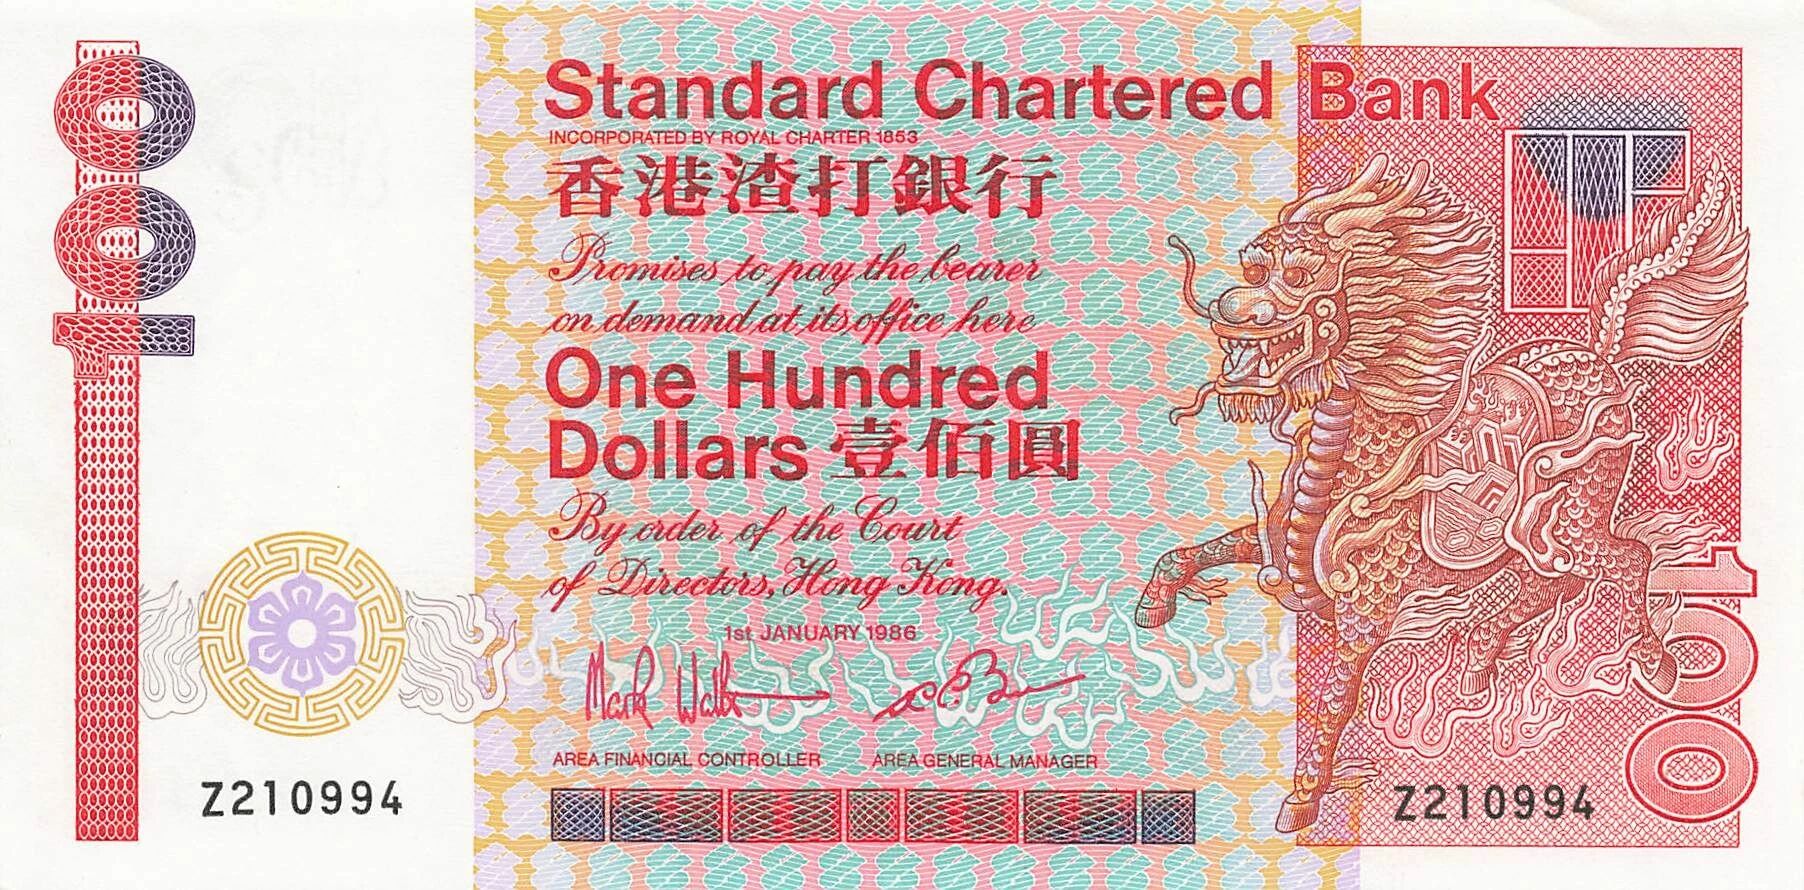 100
Standard Chartered Bank
INCORPORATED BY ROYAL CHARTER 1853
香港渣打銀行
Promises to pay the bearer
on demand at its office here
One Hundred
Dollars 壹佰圓
By order of the Court
of Directors, Hong Kong.
1st JANUARY 1986
AREA FINANCIAL CONTROLLER
AREA GENERAL MANAGER
Z210994
Z210994
100